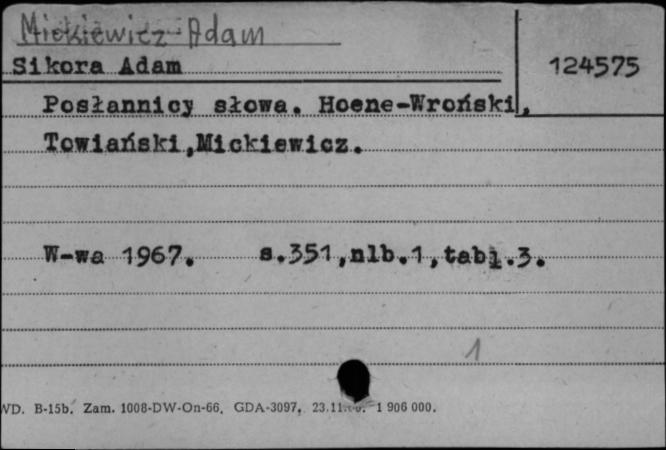 Mickiewicz Adam
Sikora Adam
124575
Posłannicy słowa. Hoene-Wroński,
Towiański,Mickiewicz.
W-wa 1967. s.351,nlb.1,tabl.3.
1
WD. B-15b. Zam. 1008-DW-On-66. GDA-3097, 1 906 000.